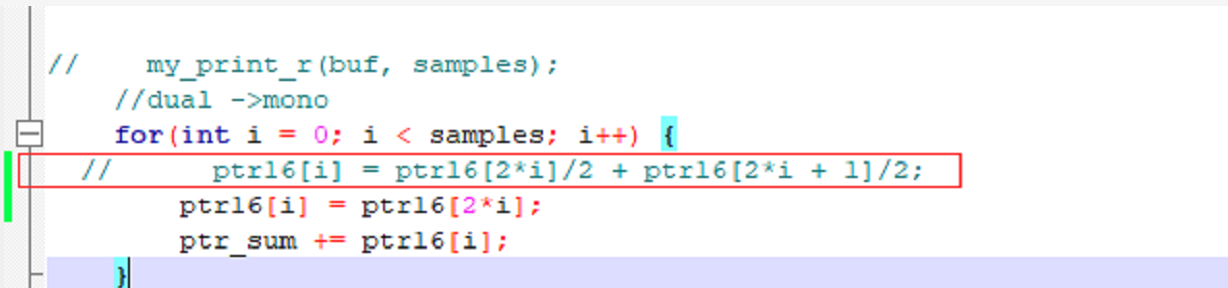 //    my_print_r(buf, samples);
//dual ->mono
for(int i = 0; i < samples; i++) {
//      ptr16[i] = ptr16[2*i]/2 + ptr16[2*i + 1]/2;
ptr16[i] = ptr16[2*i];
ptr_sum += ptr16[i];
}